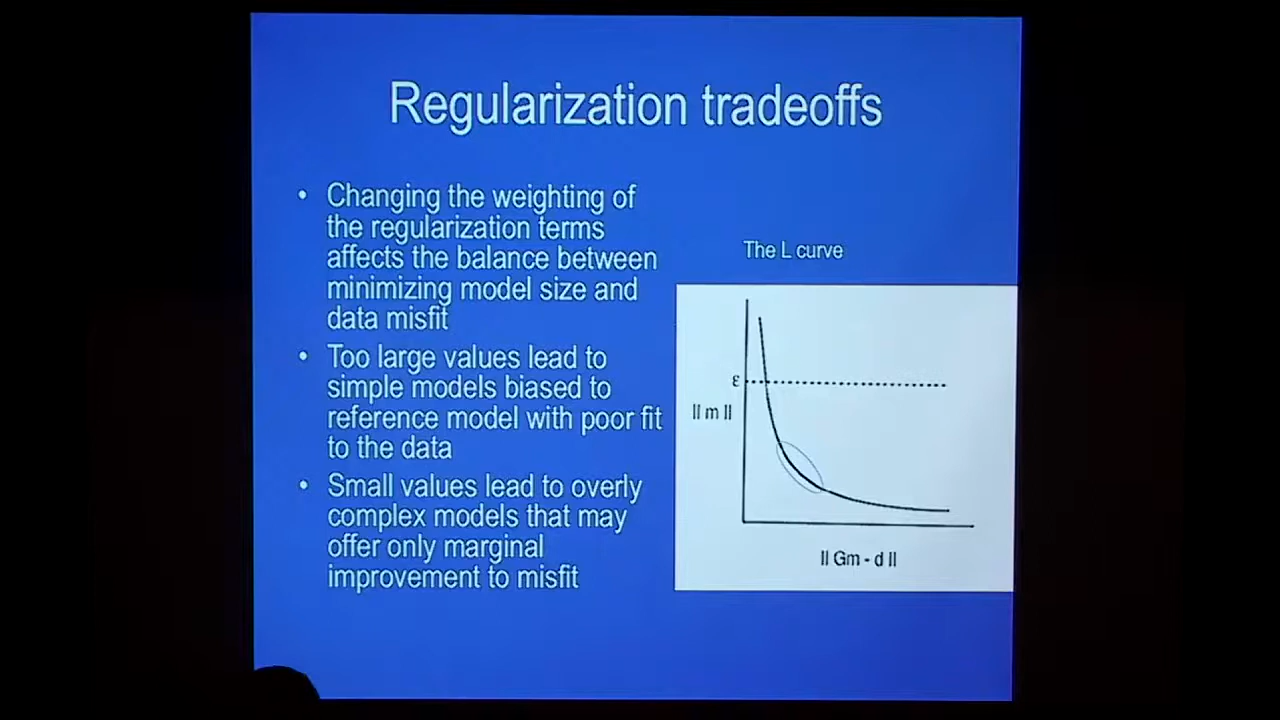 Regularization tradeoffs
• Changing the weighting of
the regularization terms
affects the balance between
minimizing model size and
data misfit
• Too large values lead to
simple models biased to
reference model with poor fit
to the data
• Small values lead to overly
complex models that may
offer only marginal
improvement to misfit
The L curve
ε
|| m ||
|| Gm - d ||